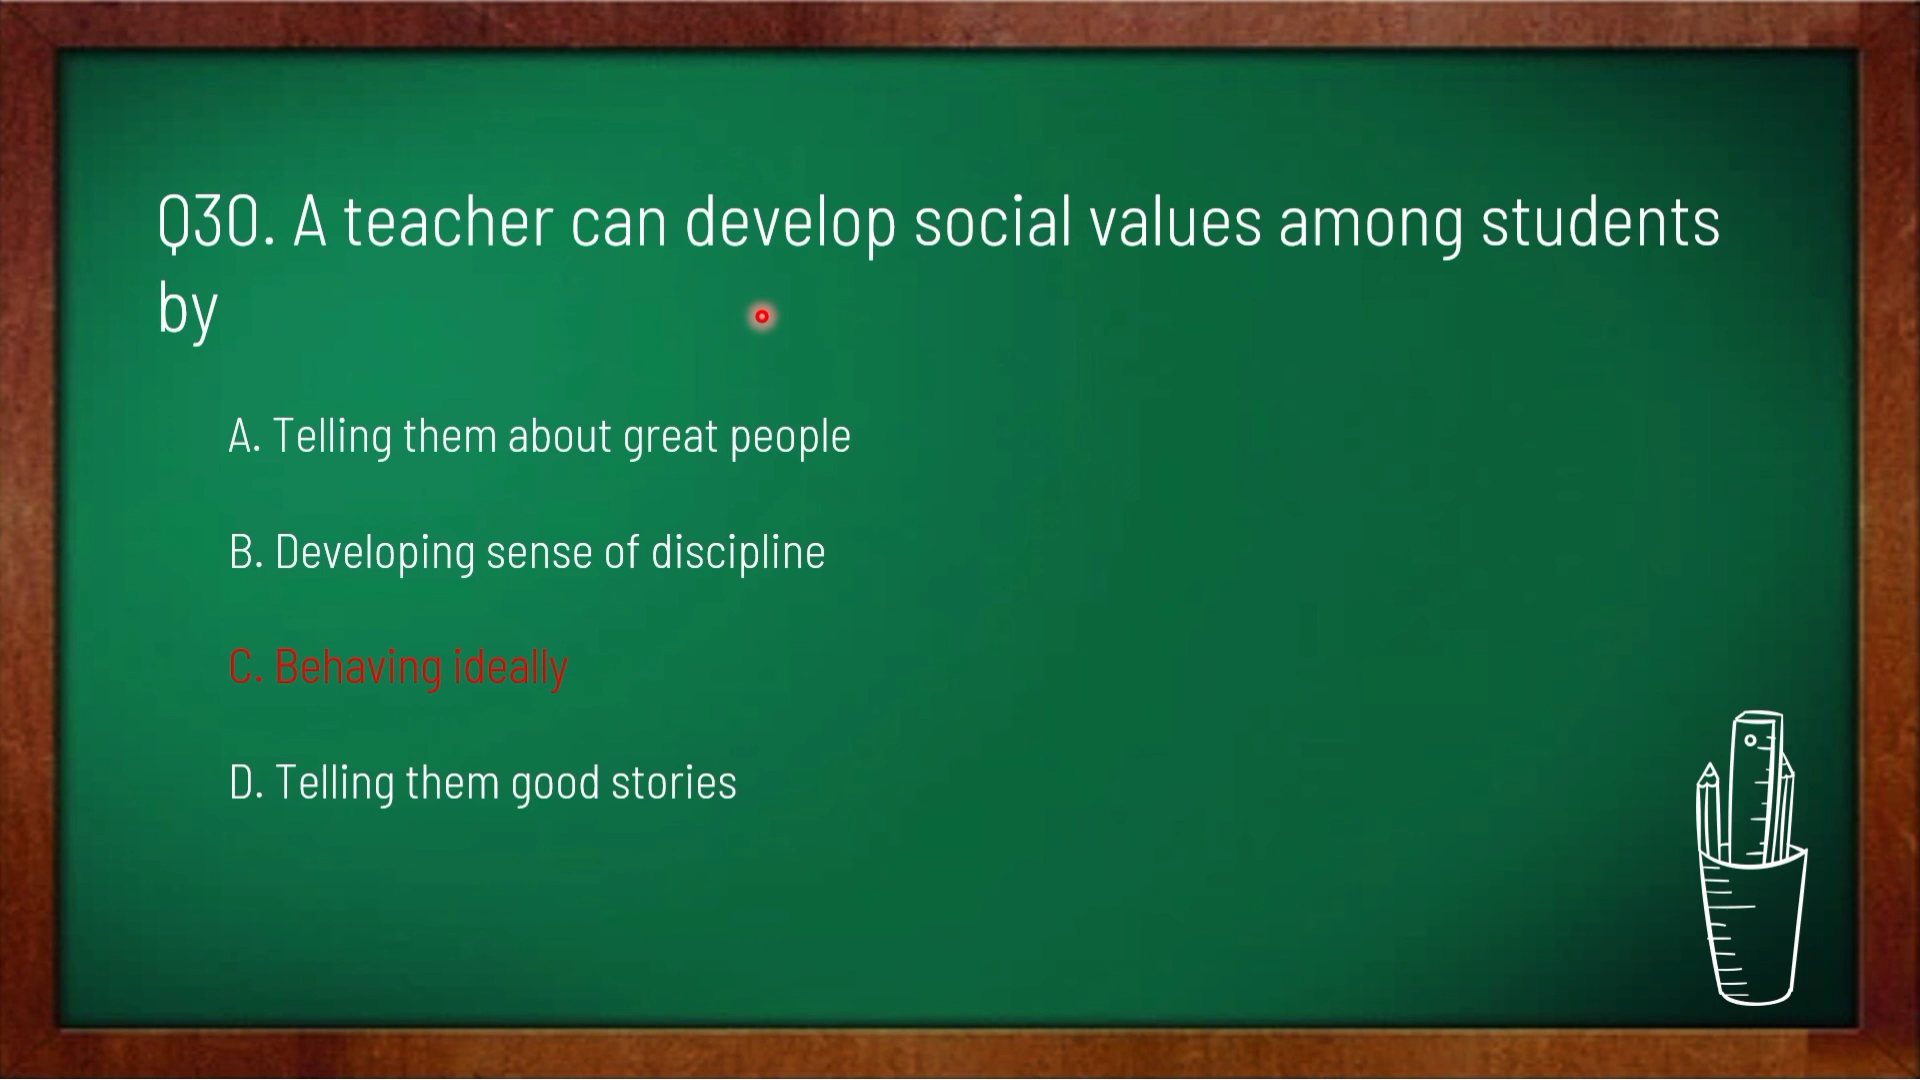 Q30. A teacher can develop social values among students
by
A. Telling them about great people
B. Developing sense of discipline
C. Behaving ideally
D. Telling them good stories